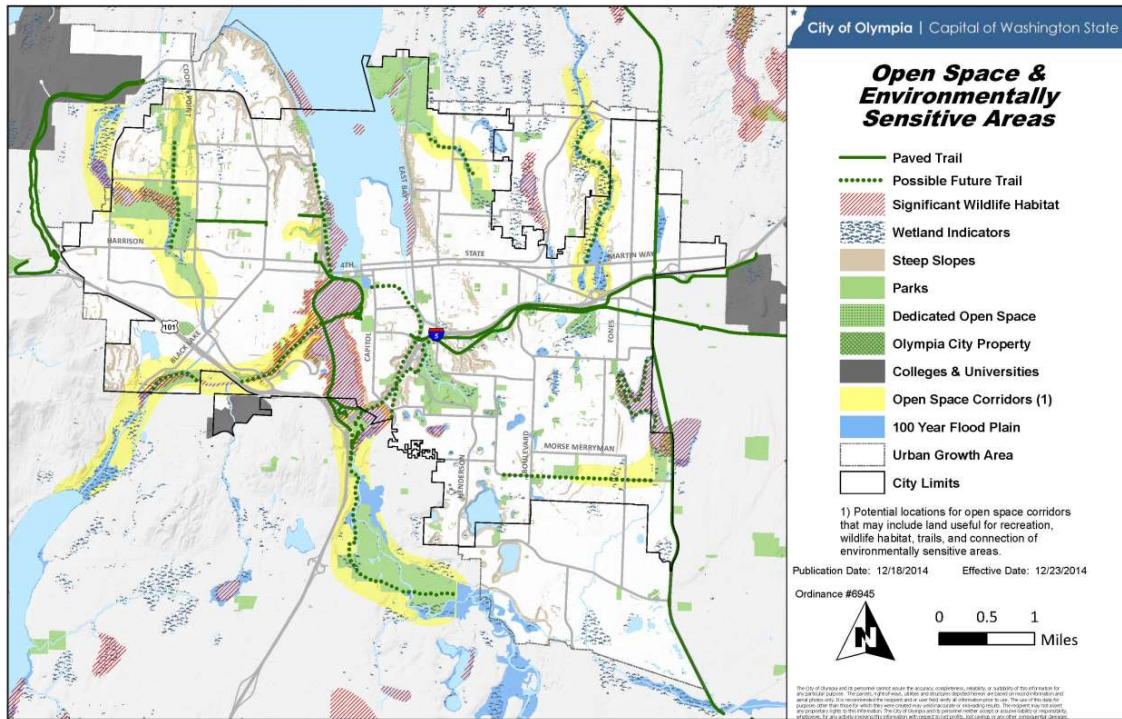 City of Olympia | Capital of Washington State
Open Space &
Environmentally
Sensitive Areas
Paved Trail
Possible Future Trail
Significant Wildlife Habitat
Wetland Indicators
Steep Slopes
Parks
Dedicated Open Space
Olympia City Property
Colleges & Universities
Open Space Corridors (1)
100 Year Flood Plain
Urban Growth Area
City Limits
1) Potential locations for open space corridors
that may include land useful for recreation,
wildlife habitat, trails, and connection of
environmentally sensitive areas.
Publication Date: 12/18/2014 Effective Date: 12/23/2014
Ordinance #6945
N
0 0.5 1
Miles
COOPER POINT
EAST BAY
HARRISON
4TH
STATE
MARTIN WAY
101
BLACK LAKE
CAPITOL
5
FONES
HENDERSON
BOULEVARD
MORSE MERRYMAN